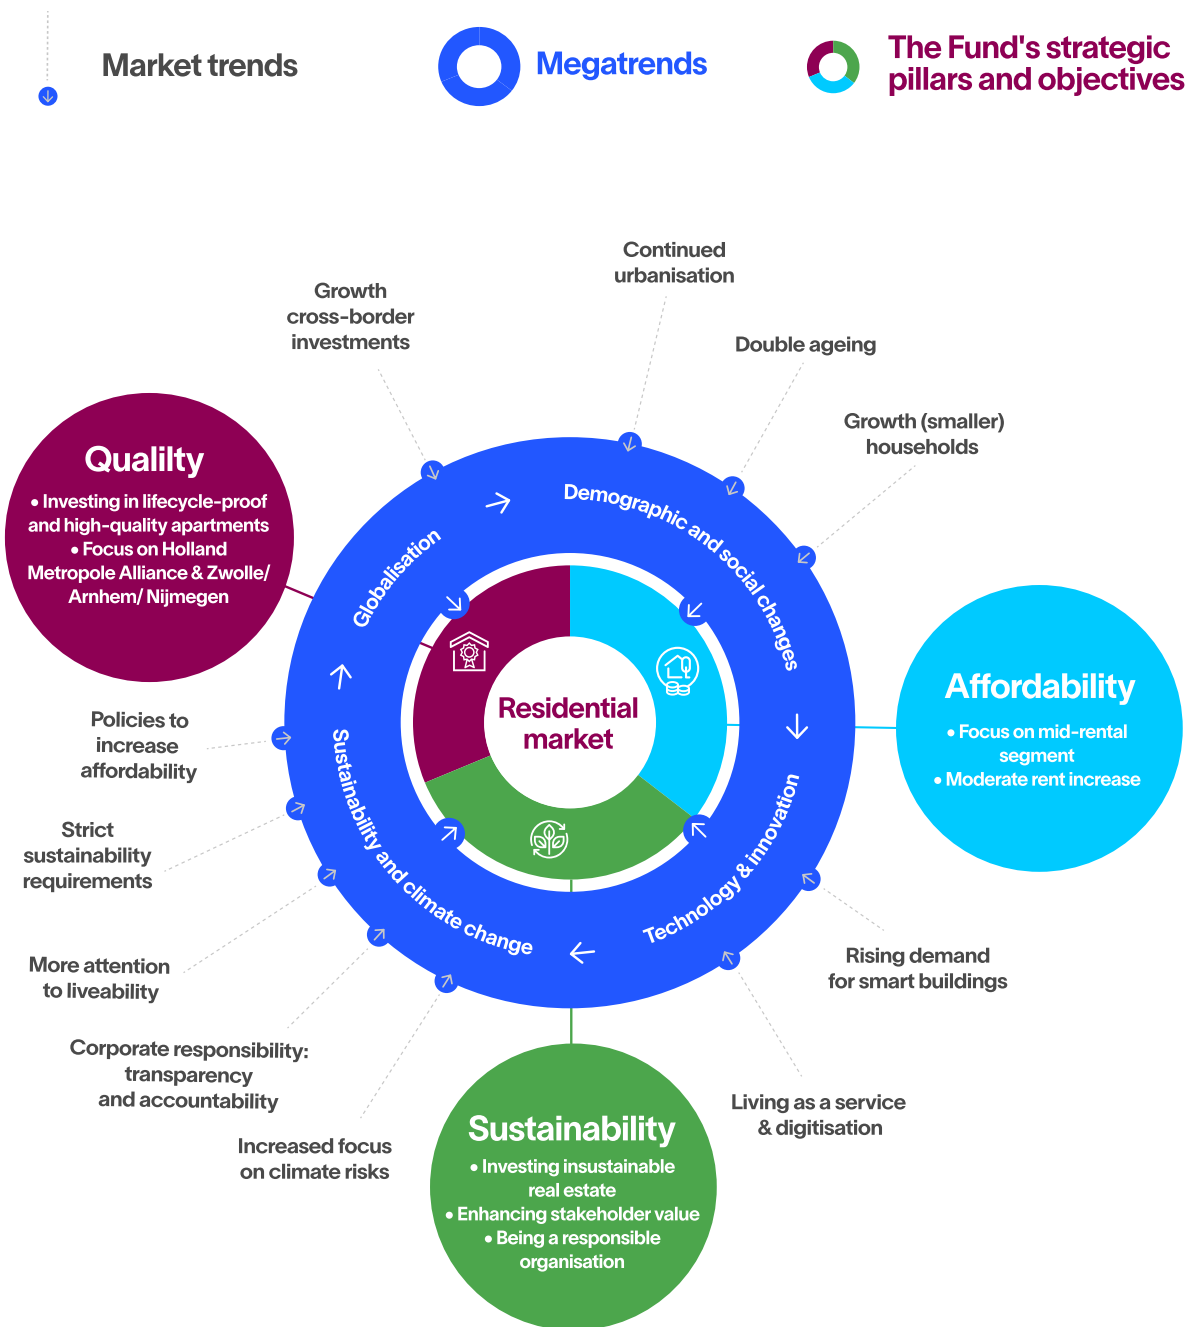 Market trends
Megatrends
The Fund's strategic
pillars and objectives
Continued
urbanisation
Growth
cross-border
investments
Double ageing
Growth (smaller)
households
Qualilty
• Investing in lifecycle-proof
and high-quality apartments
• Focus on Holland
Metropole Alliance & Zwolle/
Arnhem/ Nijmegen
Globalisation
Demographic and social changes
Affordability
• Focus on mid-rental
segment
• Moderate rent increase
Residential
market
Policies to
increase
affordability
Strict
sustainability
requirements
Sustainability and climate change
Technology & innovation
More attention
to liveability
Rising demand
for smart buildings
Corporate responsibility:
transparency
and accountability
Living as a service
& digitisation
Increased focus
on climate risks
Sustainability
• Investing insustainable
real estate
• Enhancing stakeholder value
• Being a responsible
organisation